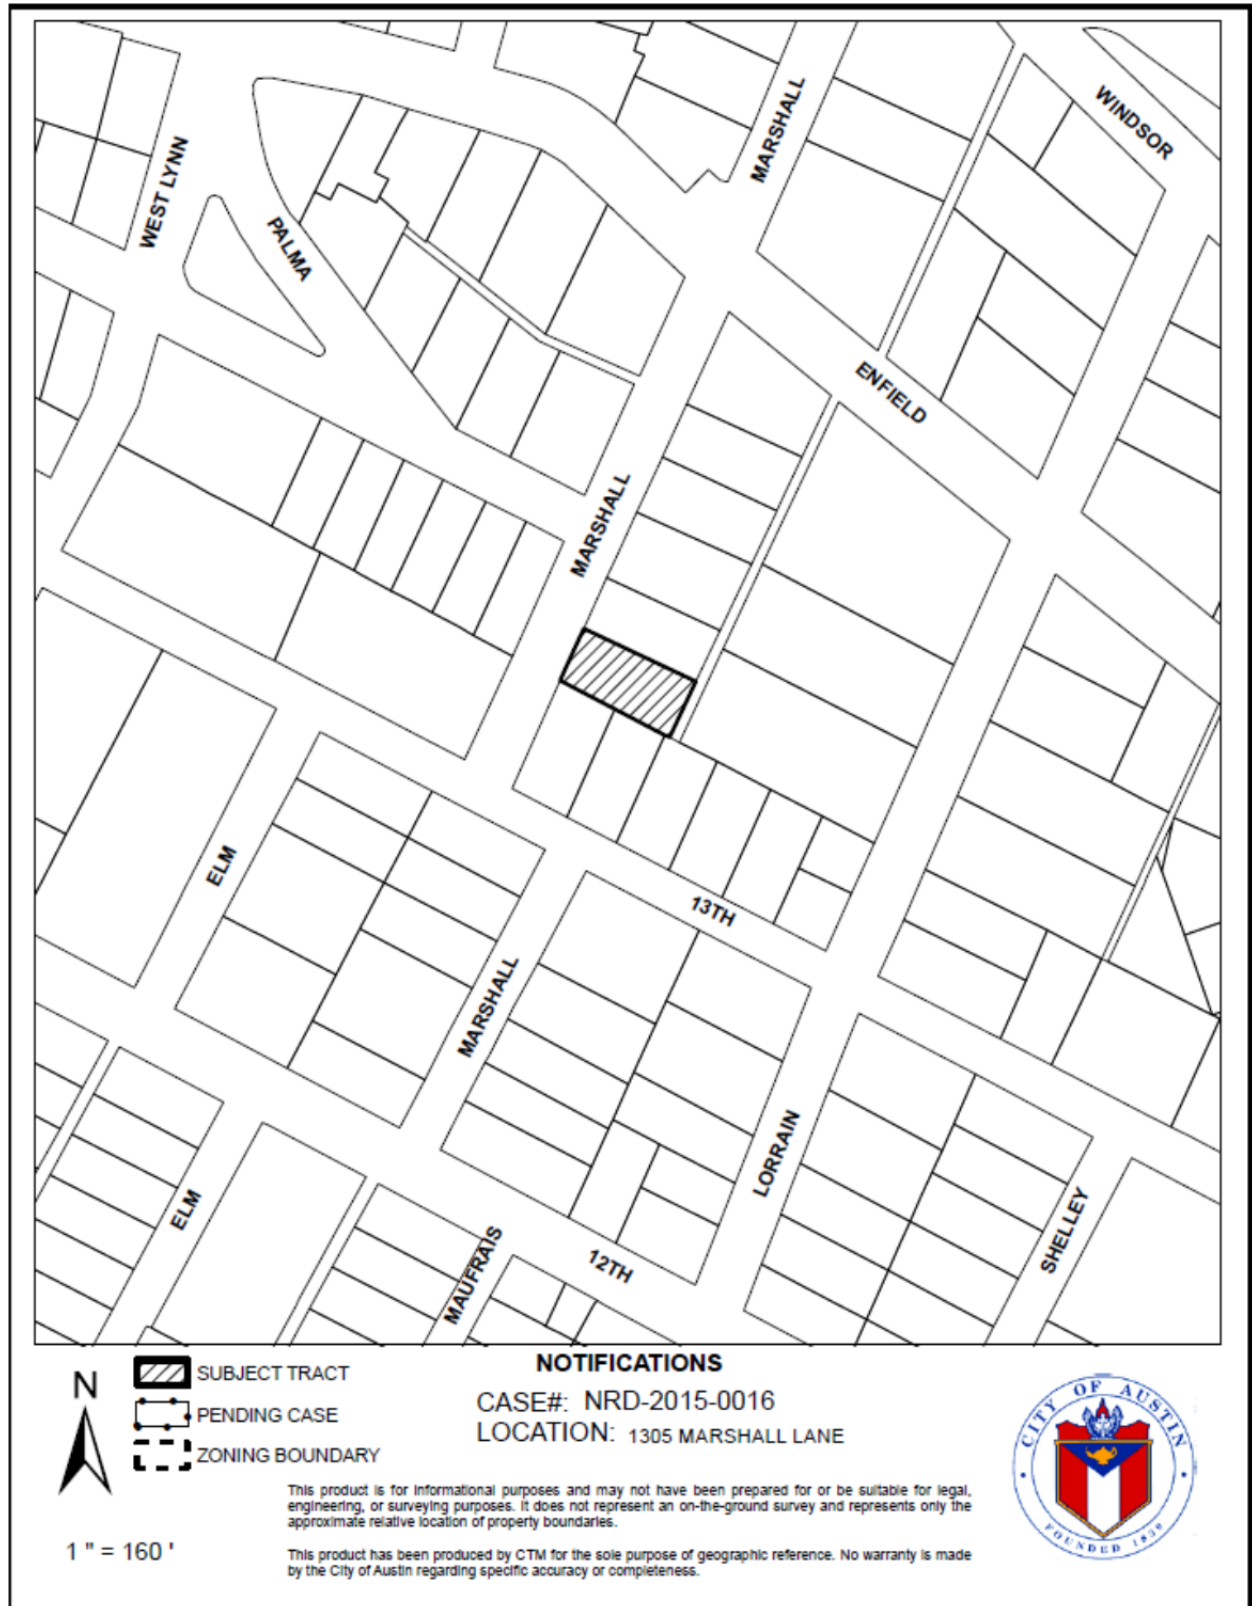 MARSHALL
WINDSOR
WEST LYNN
PALMA
ENFIELD
MARSHALL
ELM
13TH
MARSHALL
LORRAIN
ELM
SHELLEY
MAUFRAIS
12TH
N
SUBJECT TRACT
PENDING CASE
ZONING BOUNDARY
1 " = 160 '
NOTIFICATIONS
CASE#: NRD-2015-0016
LOCATION: 1305 MARSHALL LANE
This product is for informational purposes and may not have been prepared for or be suitable for legal,
engineering, or surveying purposes. It does not represent an on-the-ground survey and represents only the
approximate relative location of property boundaries.
This product has been produced by CTM for the sole purpose of geographic reference. No warranty is made
by the City of Austin regarding specific accuracy or completeness.
CITY OF AUSTIN
FOUNDED 1839